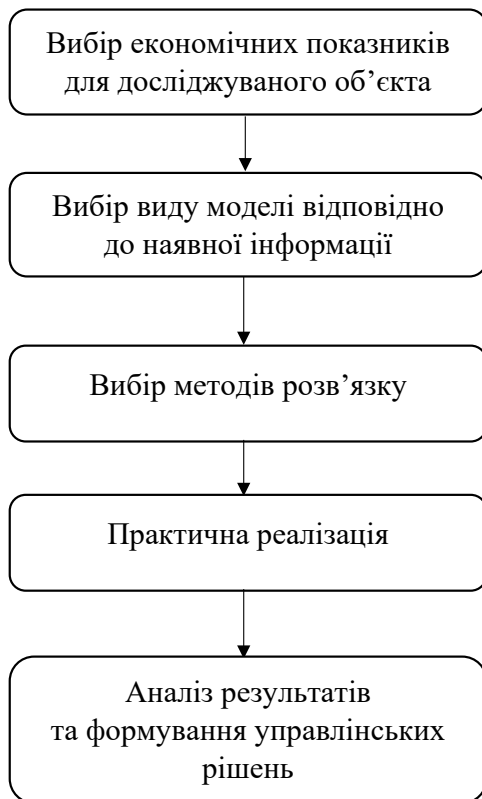 Вибір економічних показників
для досліджуваного об’єкта
Вибір виду моделі відповідно
до наявної інформації
Вибір методів розв’язку
Практична реалізація
Аналіз результатів
та формування управлінських
рішень